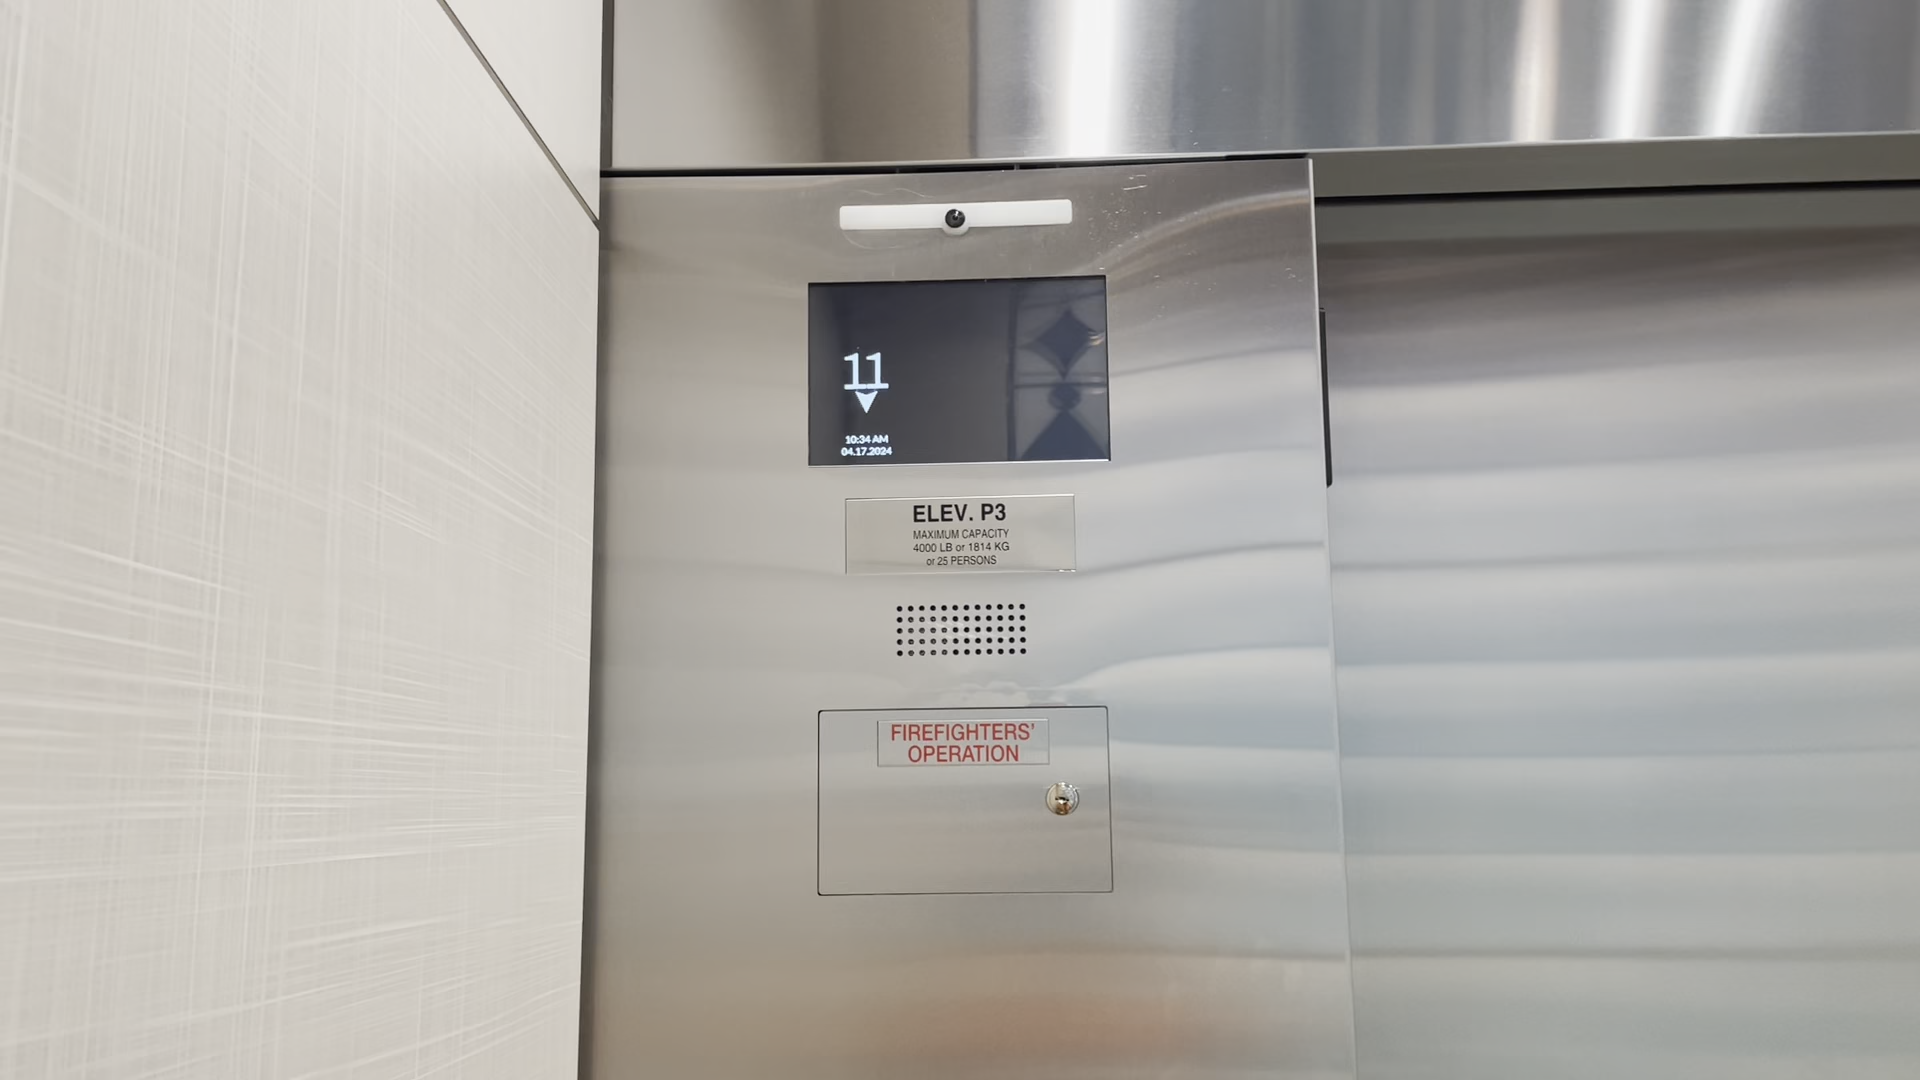 11
10:34 AM
04.17.2024
ELEV. P3
MAXIMUM CAPACITY
4000 LB or 1814 KG
or 25 PERSONS
FIREFIGHTERS'
OPERATION